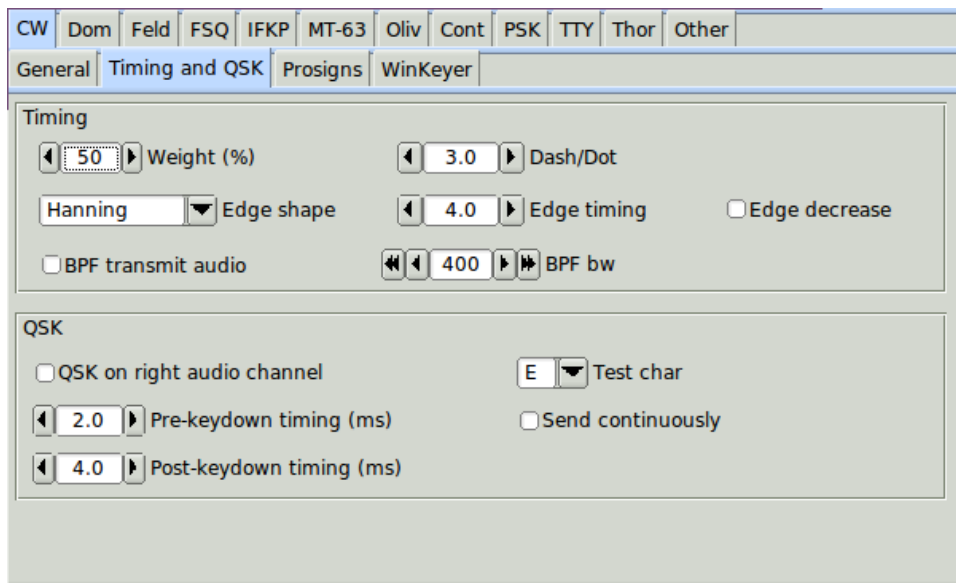 CW Dom Feld FSQ IFKP MT-63 Oliv Cont PSK TTY Thor Other
General Timing and QSK Prosigns WinKeyer
Timing
50 Weight (%) 3.0 Dash/Dot
Hanning Edge shape 4.0 Edge timing Edge decrease
BPF transmit audio 400 BPF bw
QSK
QSK on right audio channel E Test char
2.0 Pre-keydown timing (ms) Send continuously
4.0 Post-keydown timing (ms)